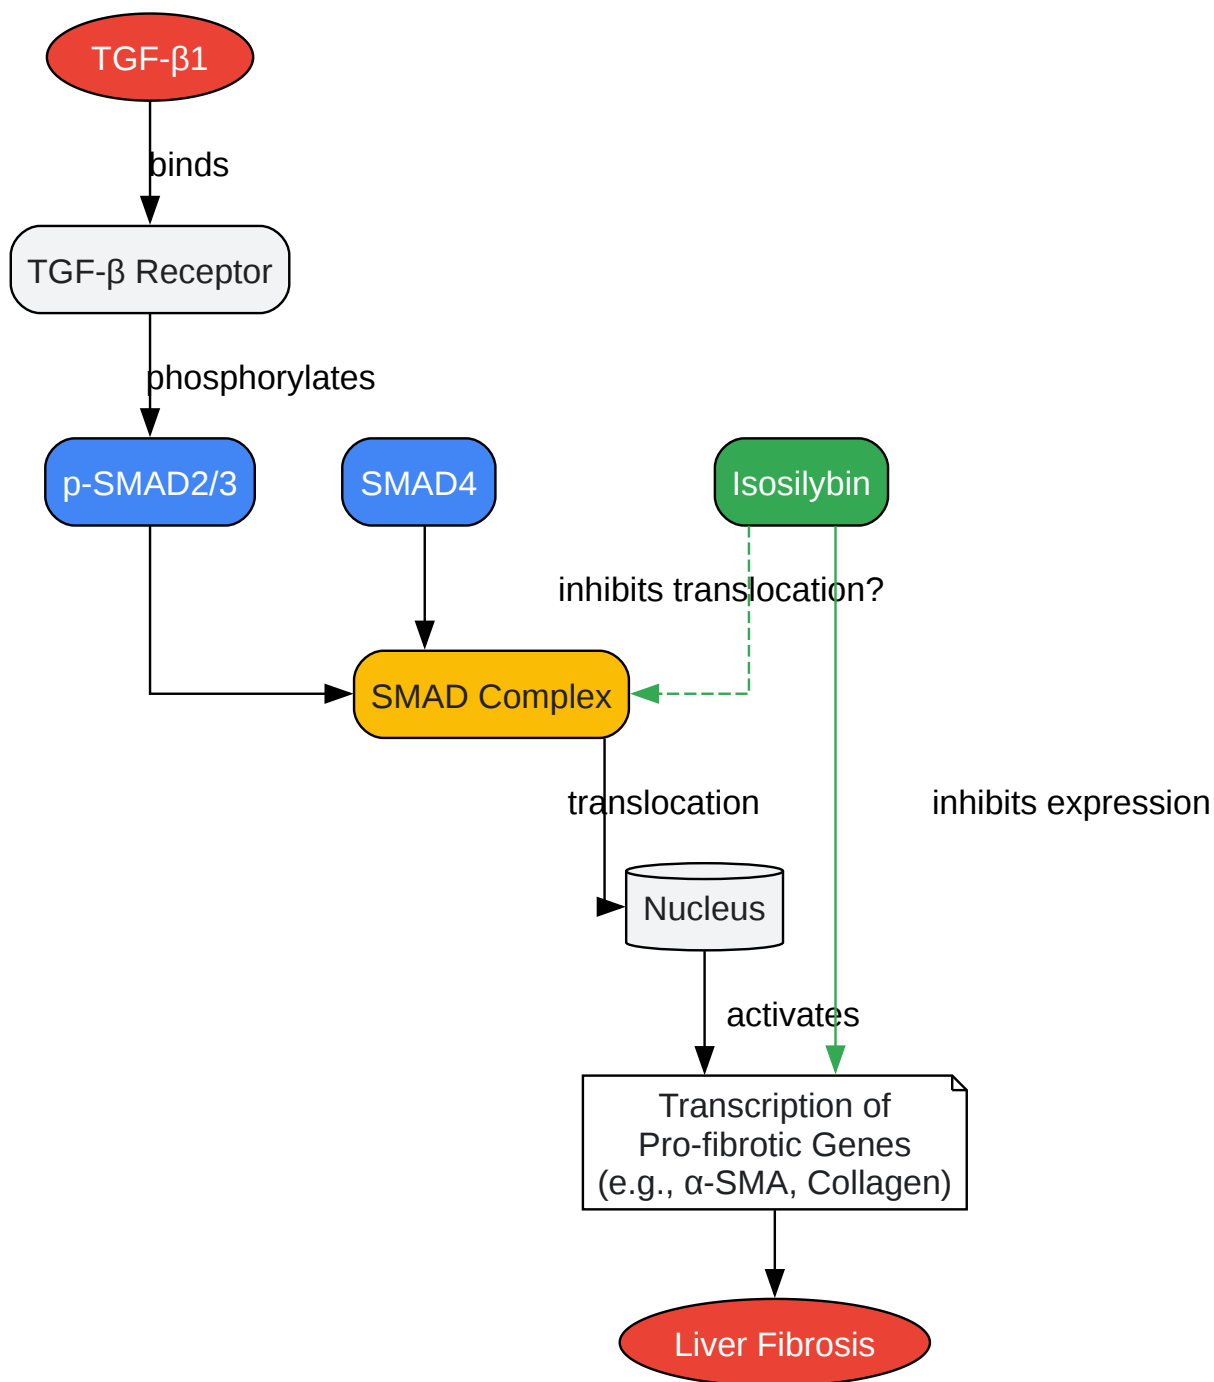 TGF-β1
binds
TGF-β Receptor
phosphorylates
p-SMAD2/3
SMAD4
Isosilybin
inhibits translocation?
SMAD Complex
translocation
inhibits expression
Nucleus
activates
Transcription of
Pro-fibrotic Genes
(e.g., α-SMA, Collagen)
Liver Fibrosis